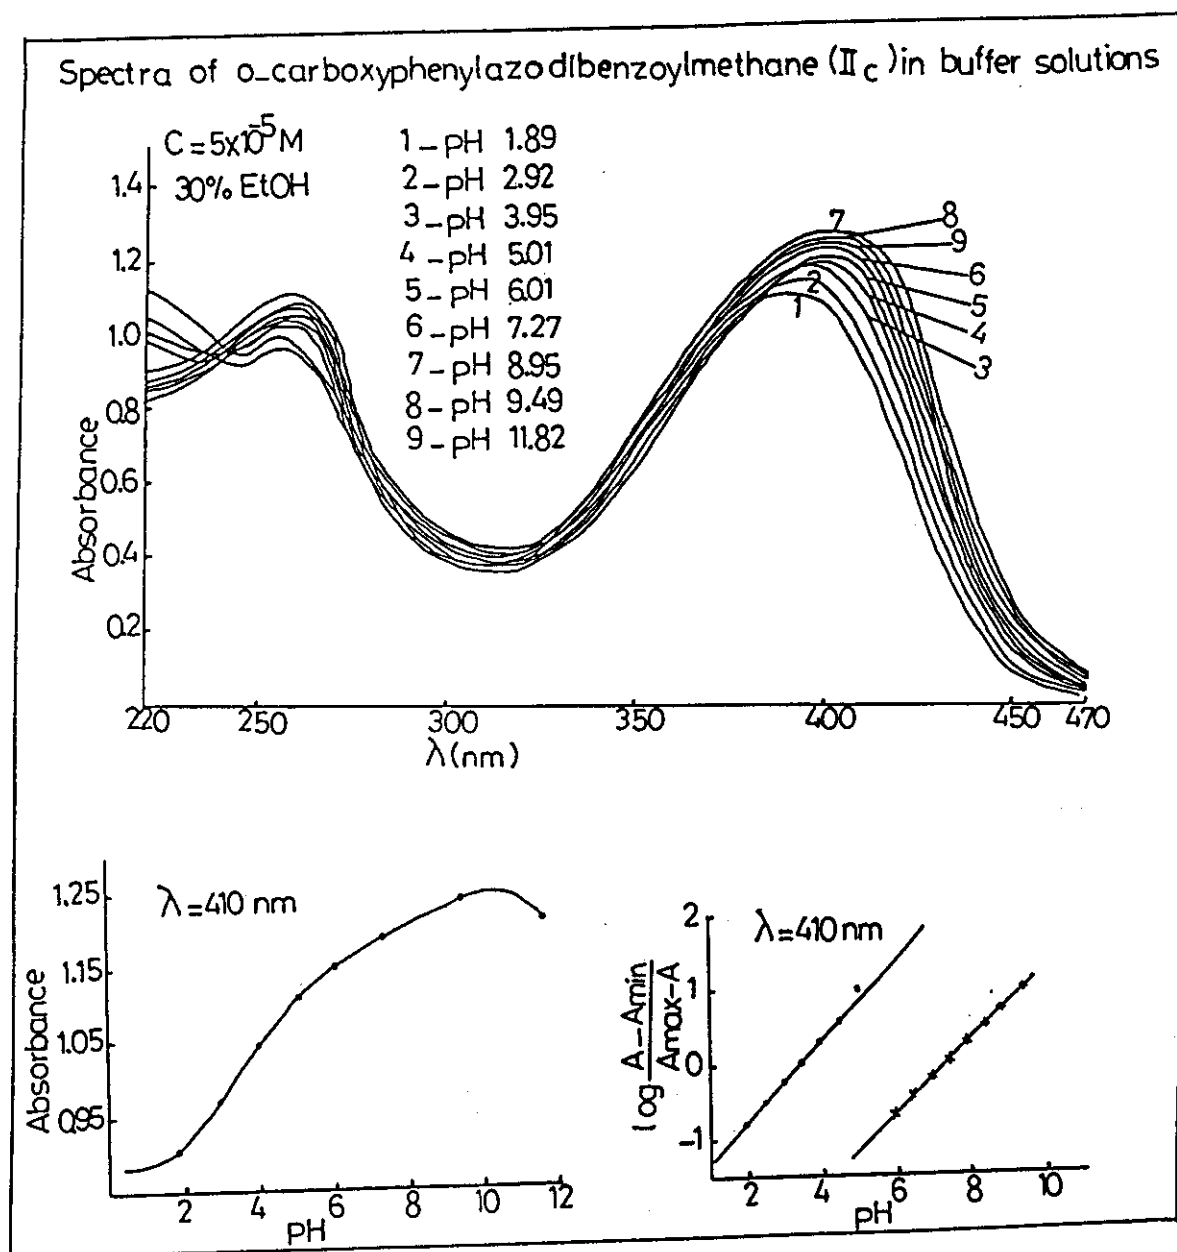 Spectra of o-carboxyphenylazodibenzoylmethane (II c) in buffer solutions
C = 5x10⁻⁵ M
30% EtOH
1 - pH 1.89
2 - pH 2.92
3 - pH 3.95
4 - pH 5.01
5 - pH 6.01
6 - pH 7.27
7 - pH 8.95
8 - pH 9.49
9 - pH 11.82
Absorbance
1.4
1.2
1.0
0.8
0.6
0.4
0.2
7
8
9
6
5
4
3
2
1
220 250 300 350 400 450 470
λ(nm)
λ=410 nm
Absorbance
1.25
1.15
1.05
0.95
2 4 6 8 10 12
pH
λ=410 nm
log A-Amin / Amax-A
2
1
0
-1
2 4 6 8 10
pH